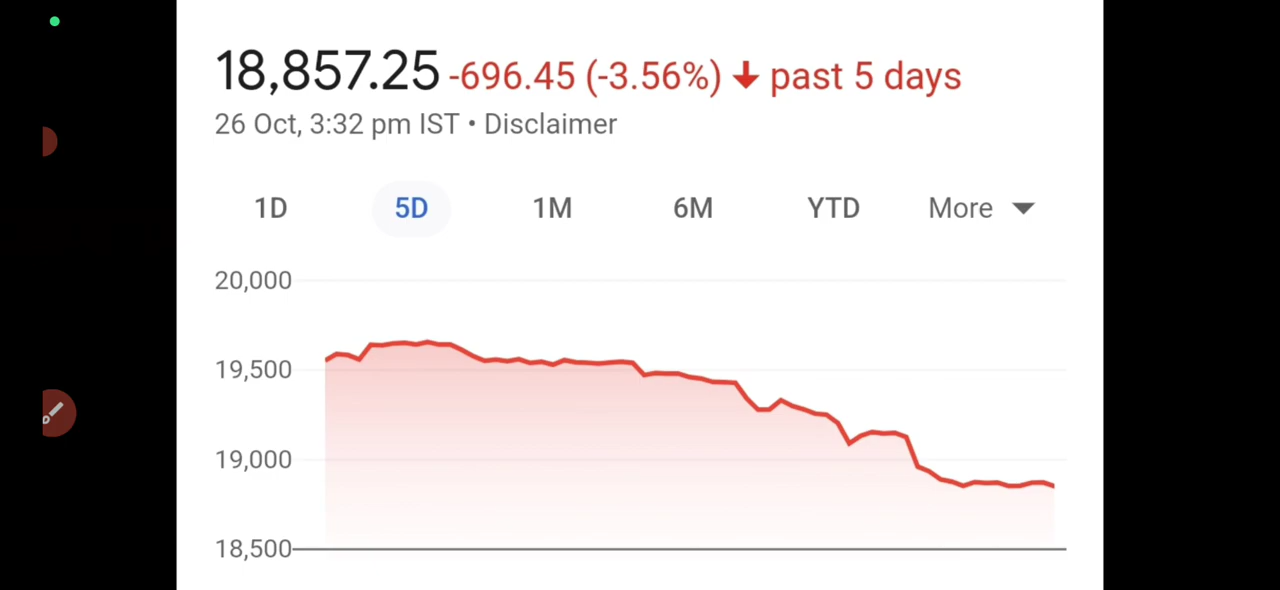 18,857.25 -696.45 (-3.56%) ↓ past 5 days
26 Oct, 3:32 pm IST • Disclaimer
1D 5D 1M 6M YTD More
20,000
19,500
19,000
18,500